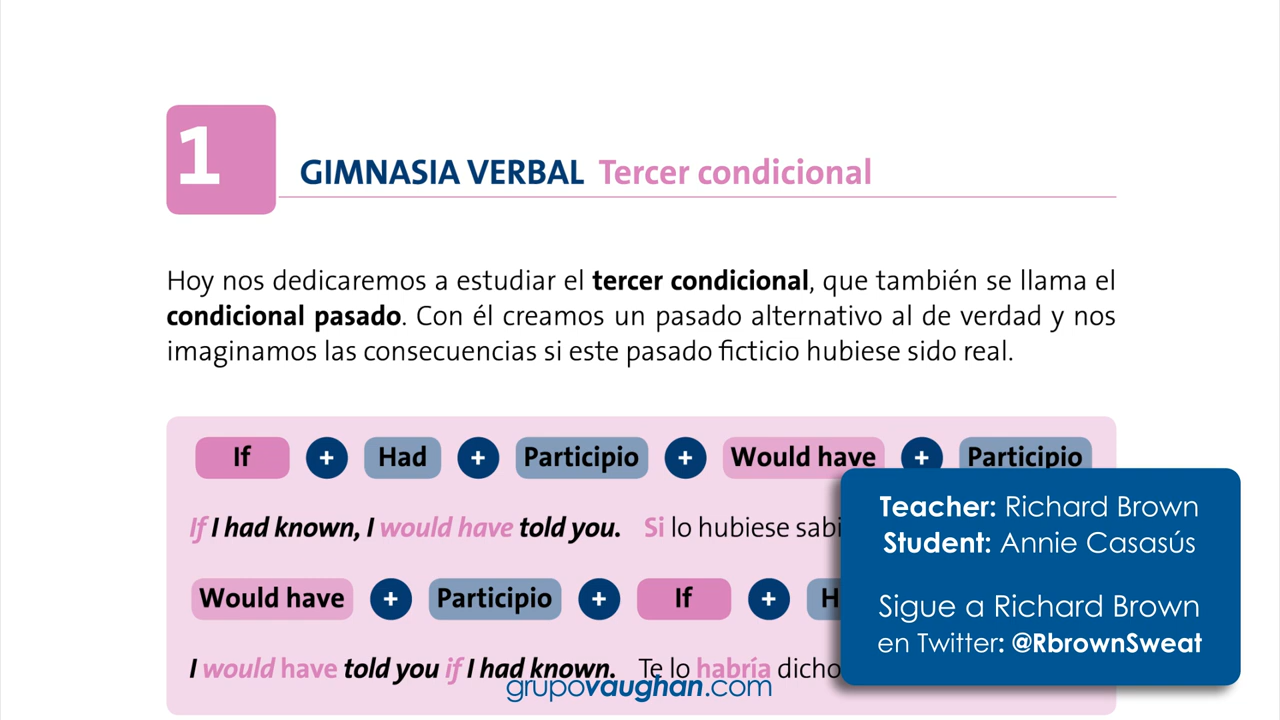 1
GIMNASIA VERBAL Tercer condicional
Hoy nos dedicaremos a estudiar el tercer condicional, que también se llama el
condicional pasado. Con él creamos un pasado alternativo al de verdad y nos
imaginamos las consecuencias si este pasado ficticio hubiese sido real.
If + Had + Participio + Would have + Participio
If I had known, I would have told you. Si lo hubiese
Would have + Participio + If +
I would have told you if I had known. Te lo habría dicho
Teacher: Richard Brown
Student: Annie Casasús
Sigue a Richard Brown
en Twitter: @RbrownSweat
grupovaughan.com